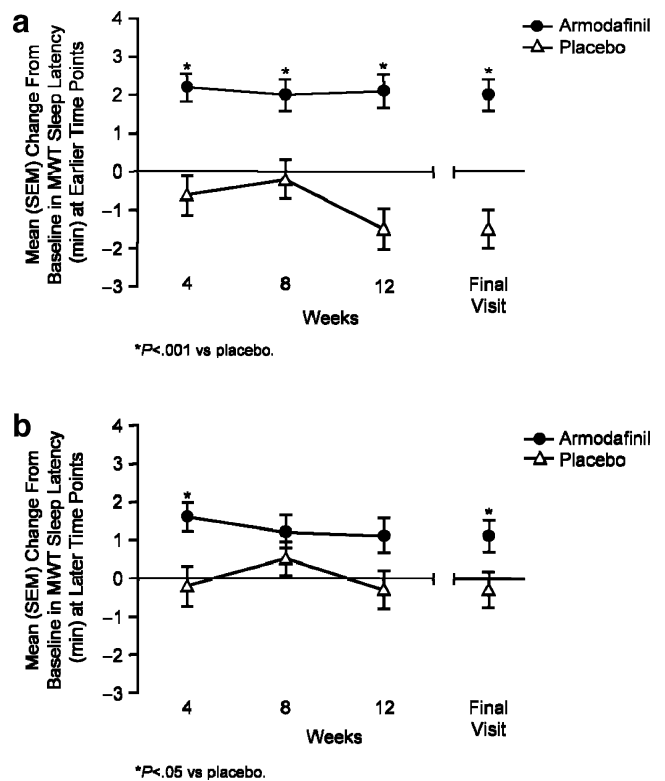 a
Armodafinil
Placebo
Mean (SEM) Change From
Baseline in MWT Sleep Latency
(min) at Earlier Time Points
4
3
2
1
0
–1
–2
–3
* * * *
4 8 12 Final
Visit
Weeks
*P<.001 vs placebo.
b
Armodafinil
Placebo
Mean (SEM) Change From
Baseline in MWT Sleep Latency
(min) at Later Time Points
4
3
2
1
0
–1
–2
–3
* *
4 8 12 Final
Visit
Weeks
*P<.05 vs placebo.